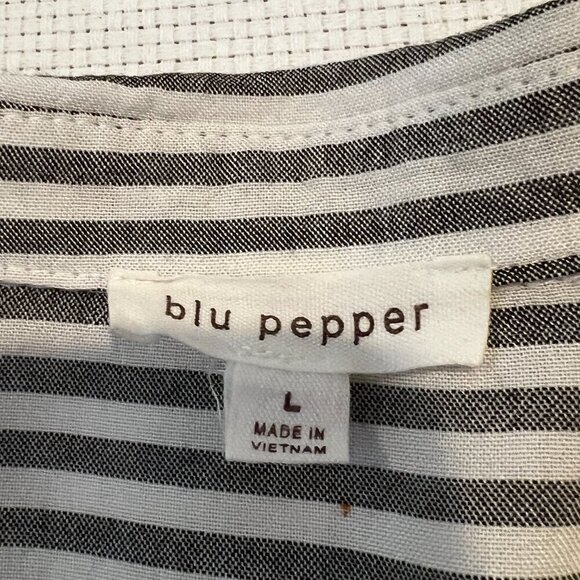 blu pepper
L
MADE IN
VIETNAM